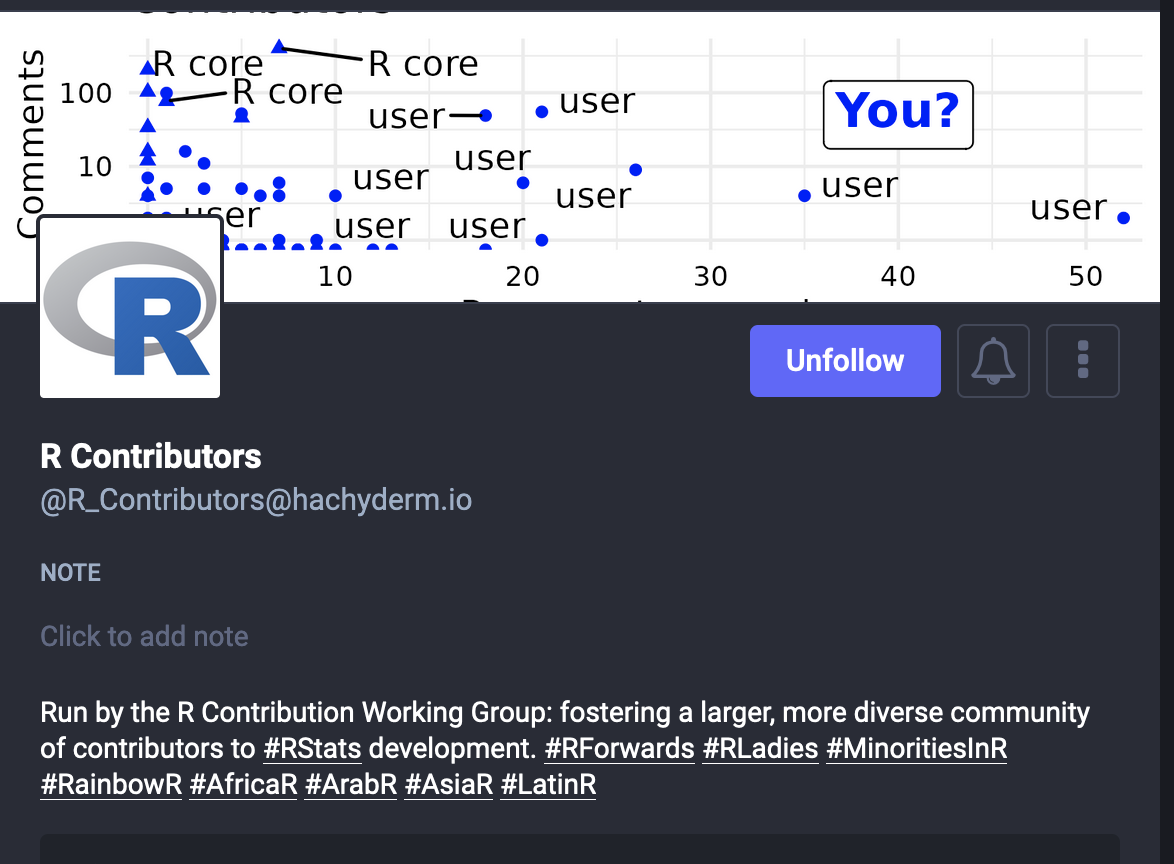 Contributors
Comments
R core
R core
100
R core
You?
user
user
user
10
user
user
user
user
user
user
user
10
20
30
40
50
R
Unfollow
R Contributors
@R_Contributors@hachyderm.io
NOTE
Click to add note
Run by the R Contribution Working Group: fostering a larger, more diverse community
of contributors to #RStats development. #RForwards #RLadies #MinoritiesInR
#RainbowR #AfricaR #ArabR #AsiaR #LatinR